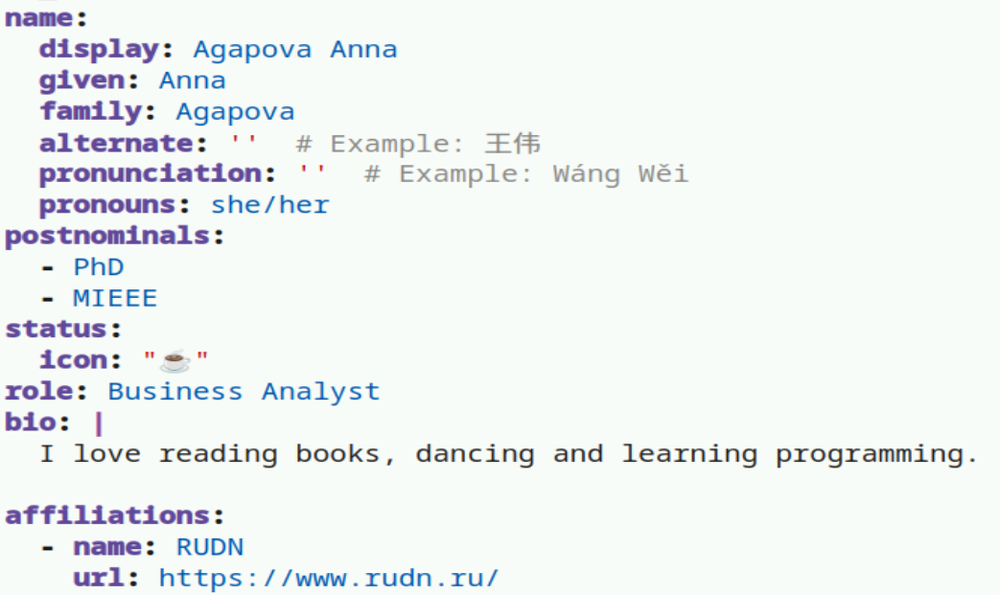 name:
  display: Agapova Anna
  given: Anna
  family: Agapova
  alternate: ''  # Example: 王伟
  pronunciation: ''  # Example: Wáng Wěi
  pronouns: she/her
postnominals:
  - PhD
  - MIEEE
status:
  icon: "☕"
role: Business Analyst
bio: |
  I love reading books, dancing and learning programming.

affiliations:
  - name: RUDN
    url: https://www.rudn.ru/